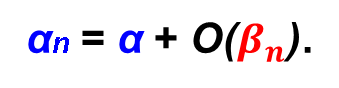 αn = α + O(βₙ).